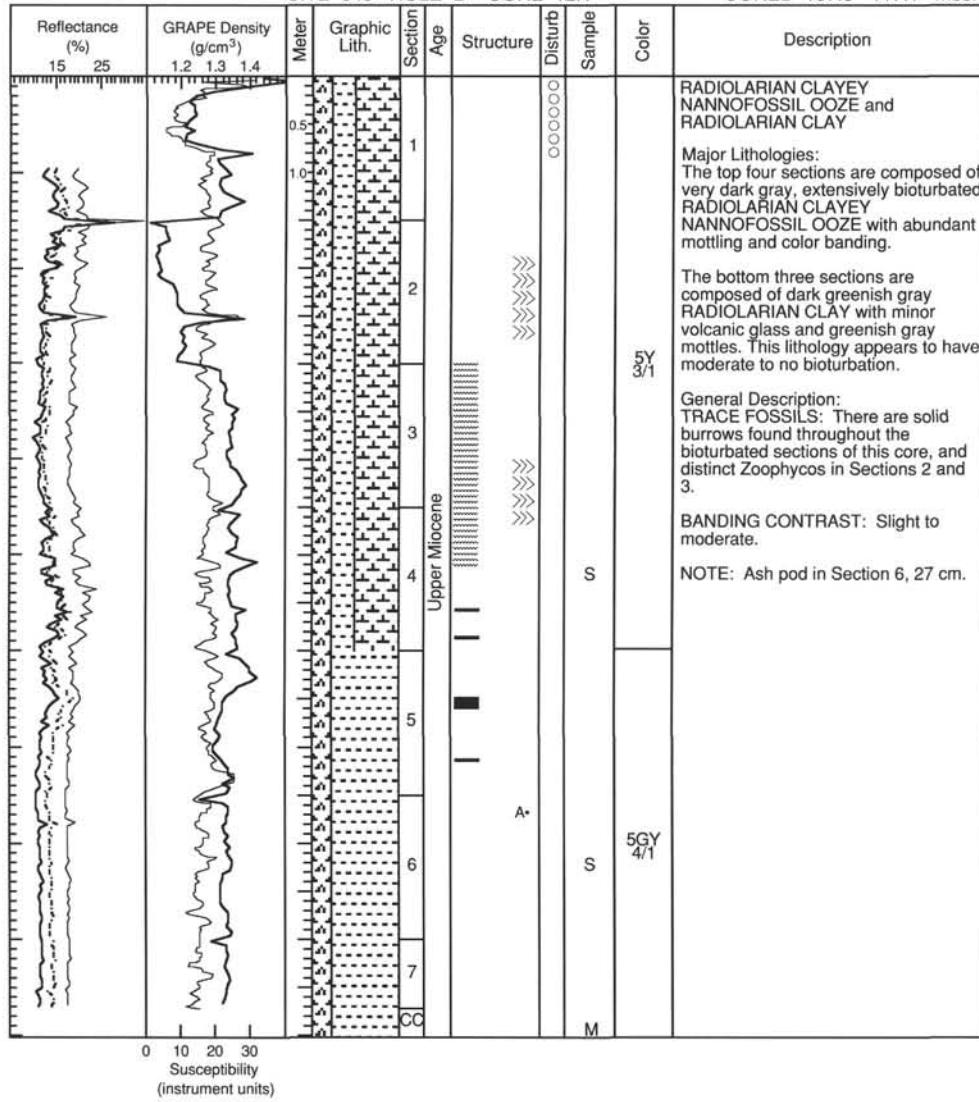 Reflectance
(%)
15 25
GRAPE Density
(g/cm³)
1.2 1.3 1.4
Meter
Graphic
Lith.
Section
Age
Structure
Disturb
Sample
Color
Description
0.5
1.0
1
2
3
4
5
6
7
CC
Upper Miocene
A
S
S
M
5Y
3/1
5GY
4/1
RADIOLARIAN CLAYEY
NANNOFOSSIL OOZE and
RADIOLARIAN CLAY
Major Lithologies:
The top four sections are composed of
very dark gray, extensively bioturbated
RADIOLARIAN CLAYEY
NANNOFOSSIL OOZE with abundant
mottling and color banding.
The bottom three sections are
composed of dark greenish gray
RADIOLARIAN CLAY with minor
volcanic glass and greenish gray
mottles. This lithology appears to have
moderate to no bioturbation.
General Description:
TRACE FOSSILS: There are solid
burrows found throughout the
bioturbated sections of this core, and
distinct Zoophycos in Sections 2 and
3.
BANDING CONTRAST: Slight to
moderate.
NOTE: Ash pod in Section 6, 27 cm.
0 10 20 30
Susceptibility
(instrument units)